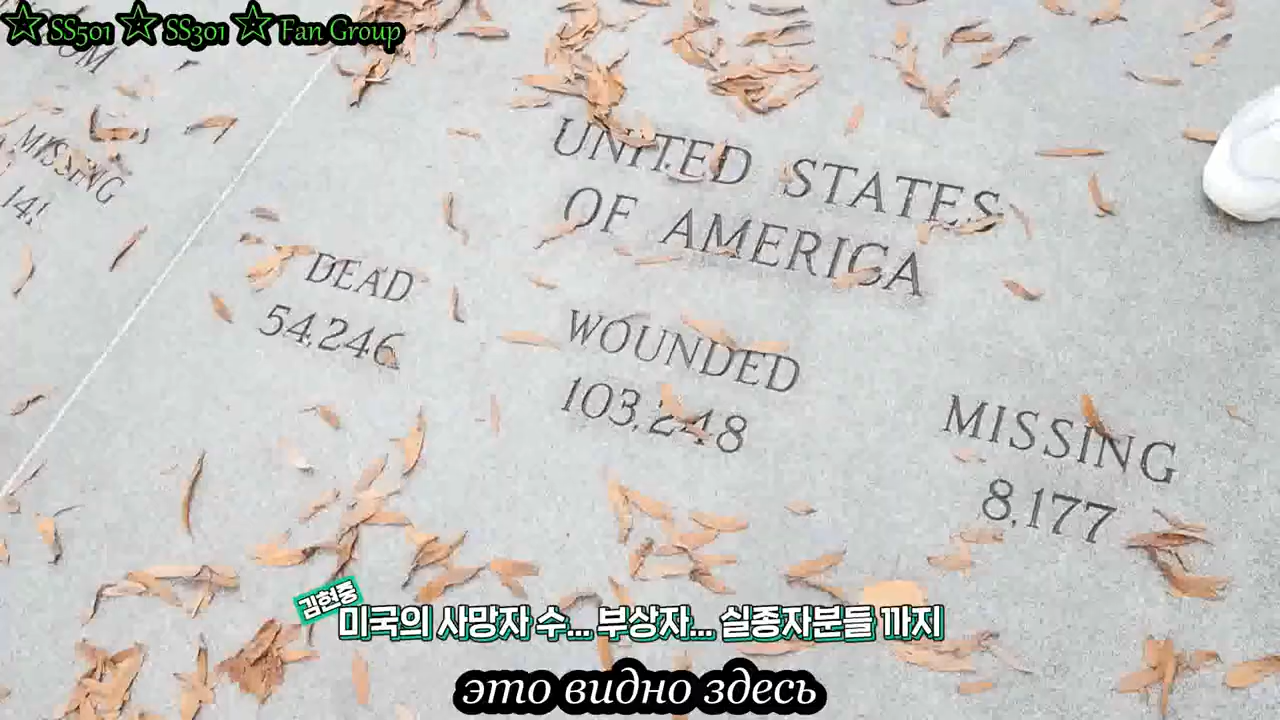 ☆ SS501 ☆ SS301 ☆ Fan Group
MISSING
UNITED STATES
OF AMERICA
DEAD
54,246
WOUNDED
103,248
MISSING
8,177
김현중
미국의 사망자 수... 부상자... 실종자분들 까지
это видно здесь